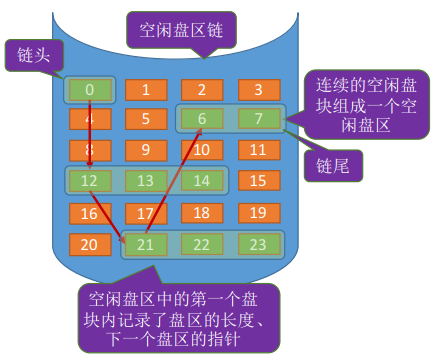 空闲盘区链
链头
0 1 2 3
4 5 6 7
8 9 10 11
12 13 14 15
16 17 18 19
20 21 22 23
连续的空闲盘
块组成一个空
闲盘区
链尾
空闲盘区中的第一个盘
块内记录了盘区的长度、
下一个盘区的指针